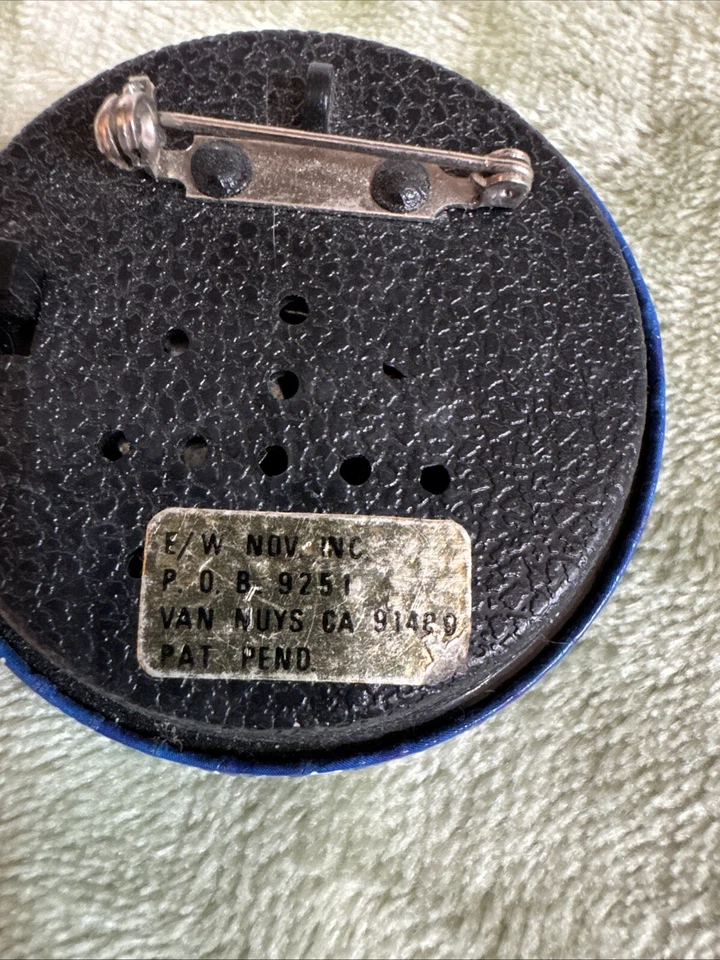 E/W NOV. INC.
P. O. B. 9251
VAN NUYS CA 91409
PAT PEND